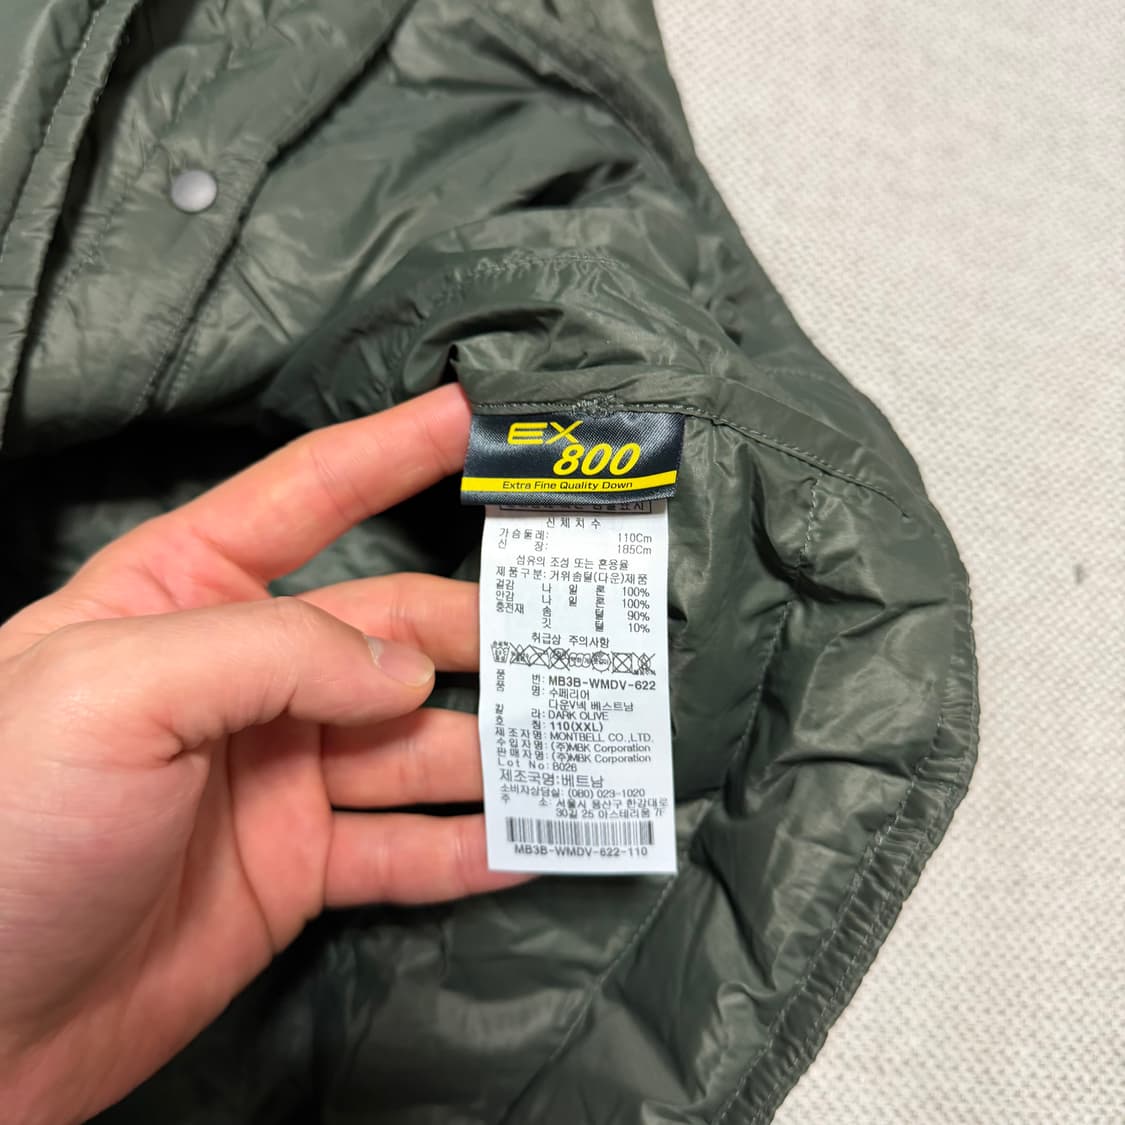 EX
800
Extra Fine Quality Down
신체치수
가슴둘레: 110Cm
신 장: 185Cm
섬유의 조성 또는 혼용율
제품구분: 거위솜털(다운)제품
겉감 나 일 론 100%
안감 나 일 론 100%
충전재 솜 털 90%
깃 털 10%
취급상 주의사항
품 번: MB3B-WMDV-622
품 명: 수페리어
다운V넥 베스트남
칼 라: DARK OLIVE
호 칭: 110(XXL)
제조자명: MONTBELL CO.,LTD.
수입자명: (주)MBK Corporation
판매자명: (주)MBK Corporation
Lot No: 8026
제조국명: 베트남
소비자상담실: (080) 023-1020
주 소: 서울시 용산구 한강대로
30길 25 아스테리움 7F
MB3B-WMDV-622-110